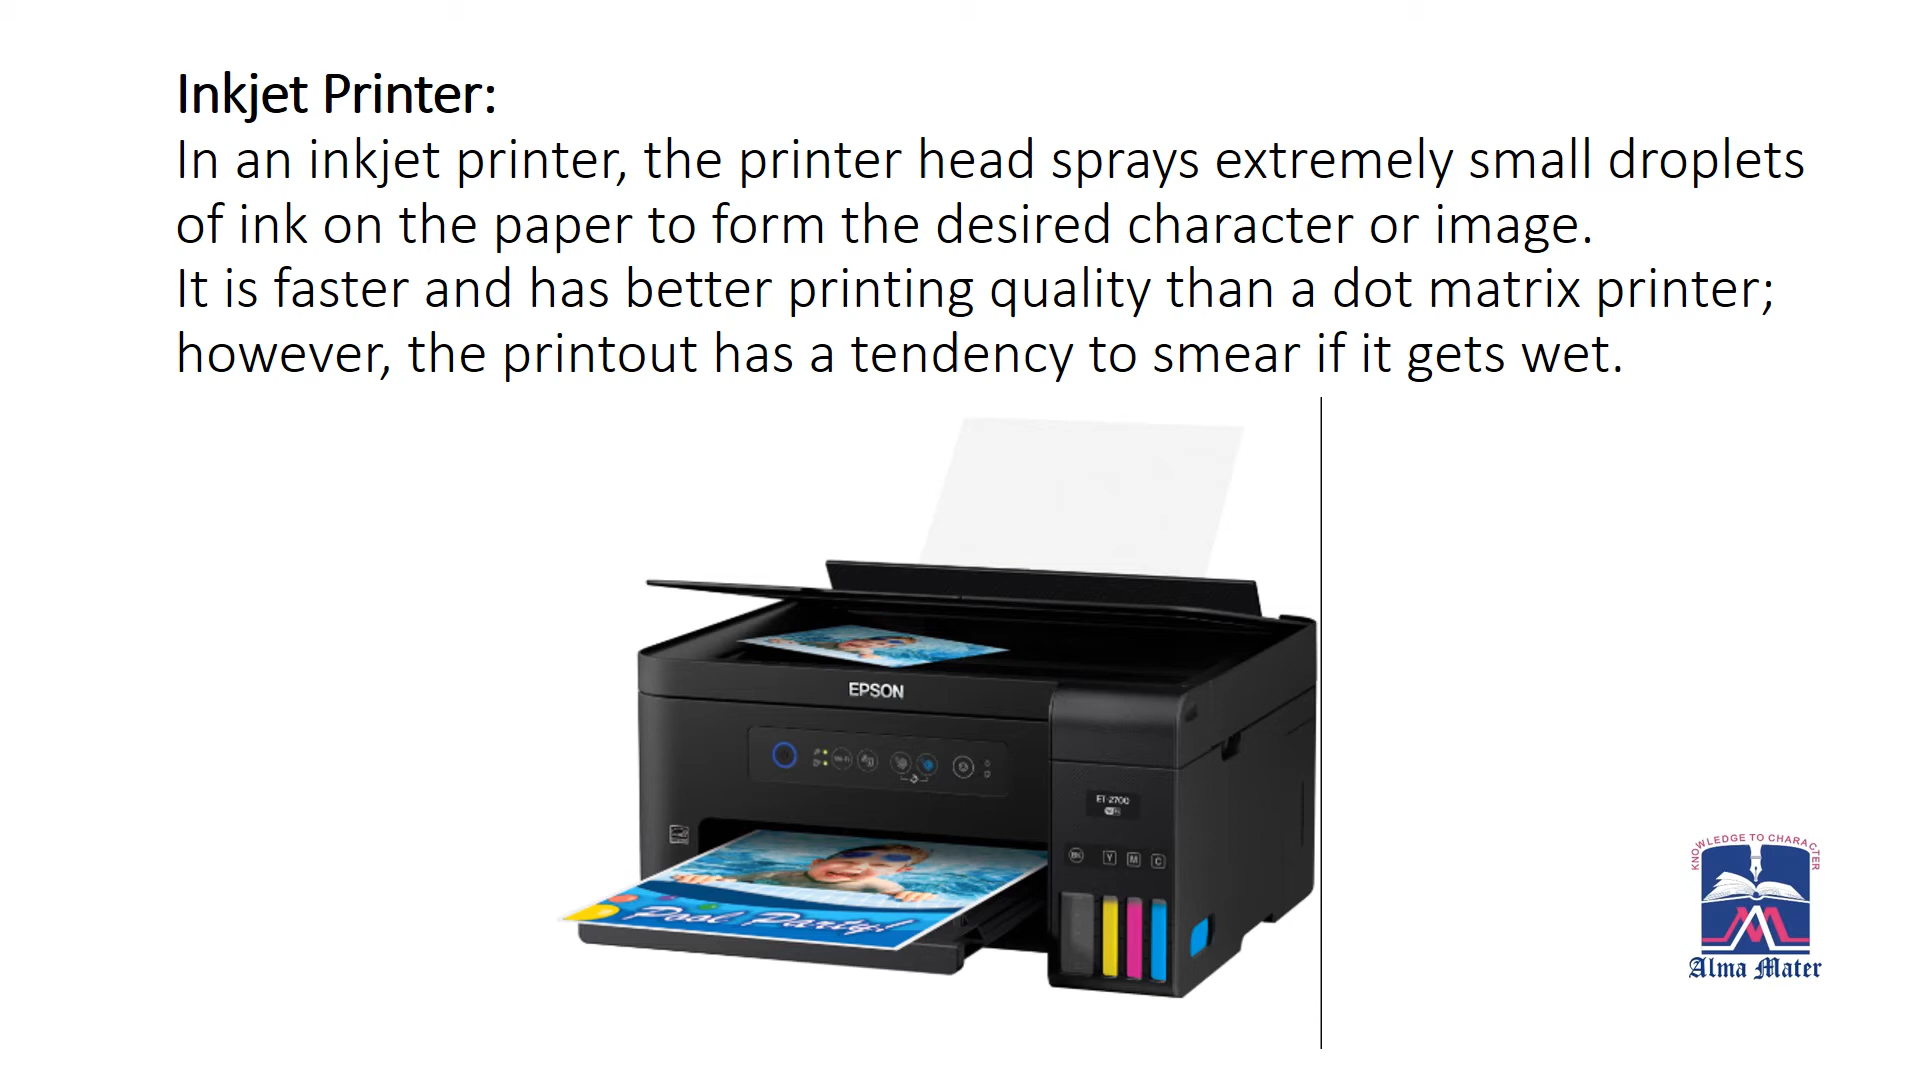 Inkjet Printer:
In an inkjet printer, the printer head sprays extremely small droplets
of ink on the paper to form the desired character or image.
It is faster and has better printing quality than a dot matrix printer;
however, the printout has a tendency to smear if it gets wet.
EPSON
ET-2700
BK Y M C
Pool Party!
KNOWLEDGE TO CHARACTER
Alma Mater